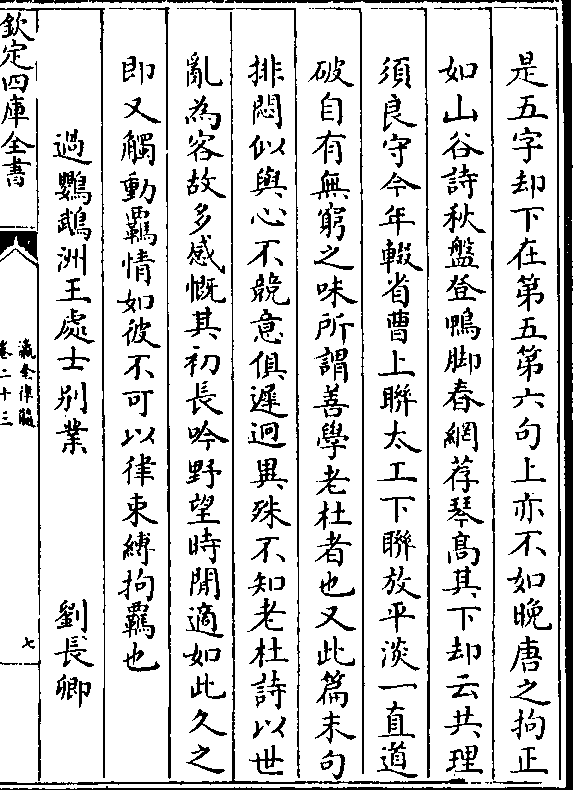 是五字却下在第五第六句上亦不如晚唐之拘正
如山谷詩秋盤登鴨脚春網荐琴髙其下却云共理
須良守今年輟省曹上聯太工下聯放平淡一直道
破自有無窮之味所謂善學老杜者也又此篇末句
排悶似與心不競意俱遲迥異殊不知老杜詩以世
亂為客故多感慨其初長吟野望時閒適如此久之
即又觸動羈情如彼不可以律束縛拘羈也
過鸚鵡洲王處士别業 劉長卿
欽定四庫全書
瀛奎律髓
卷二十三
七